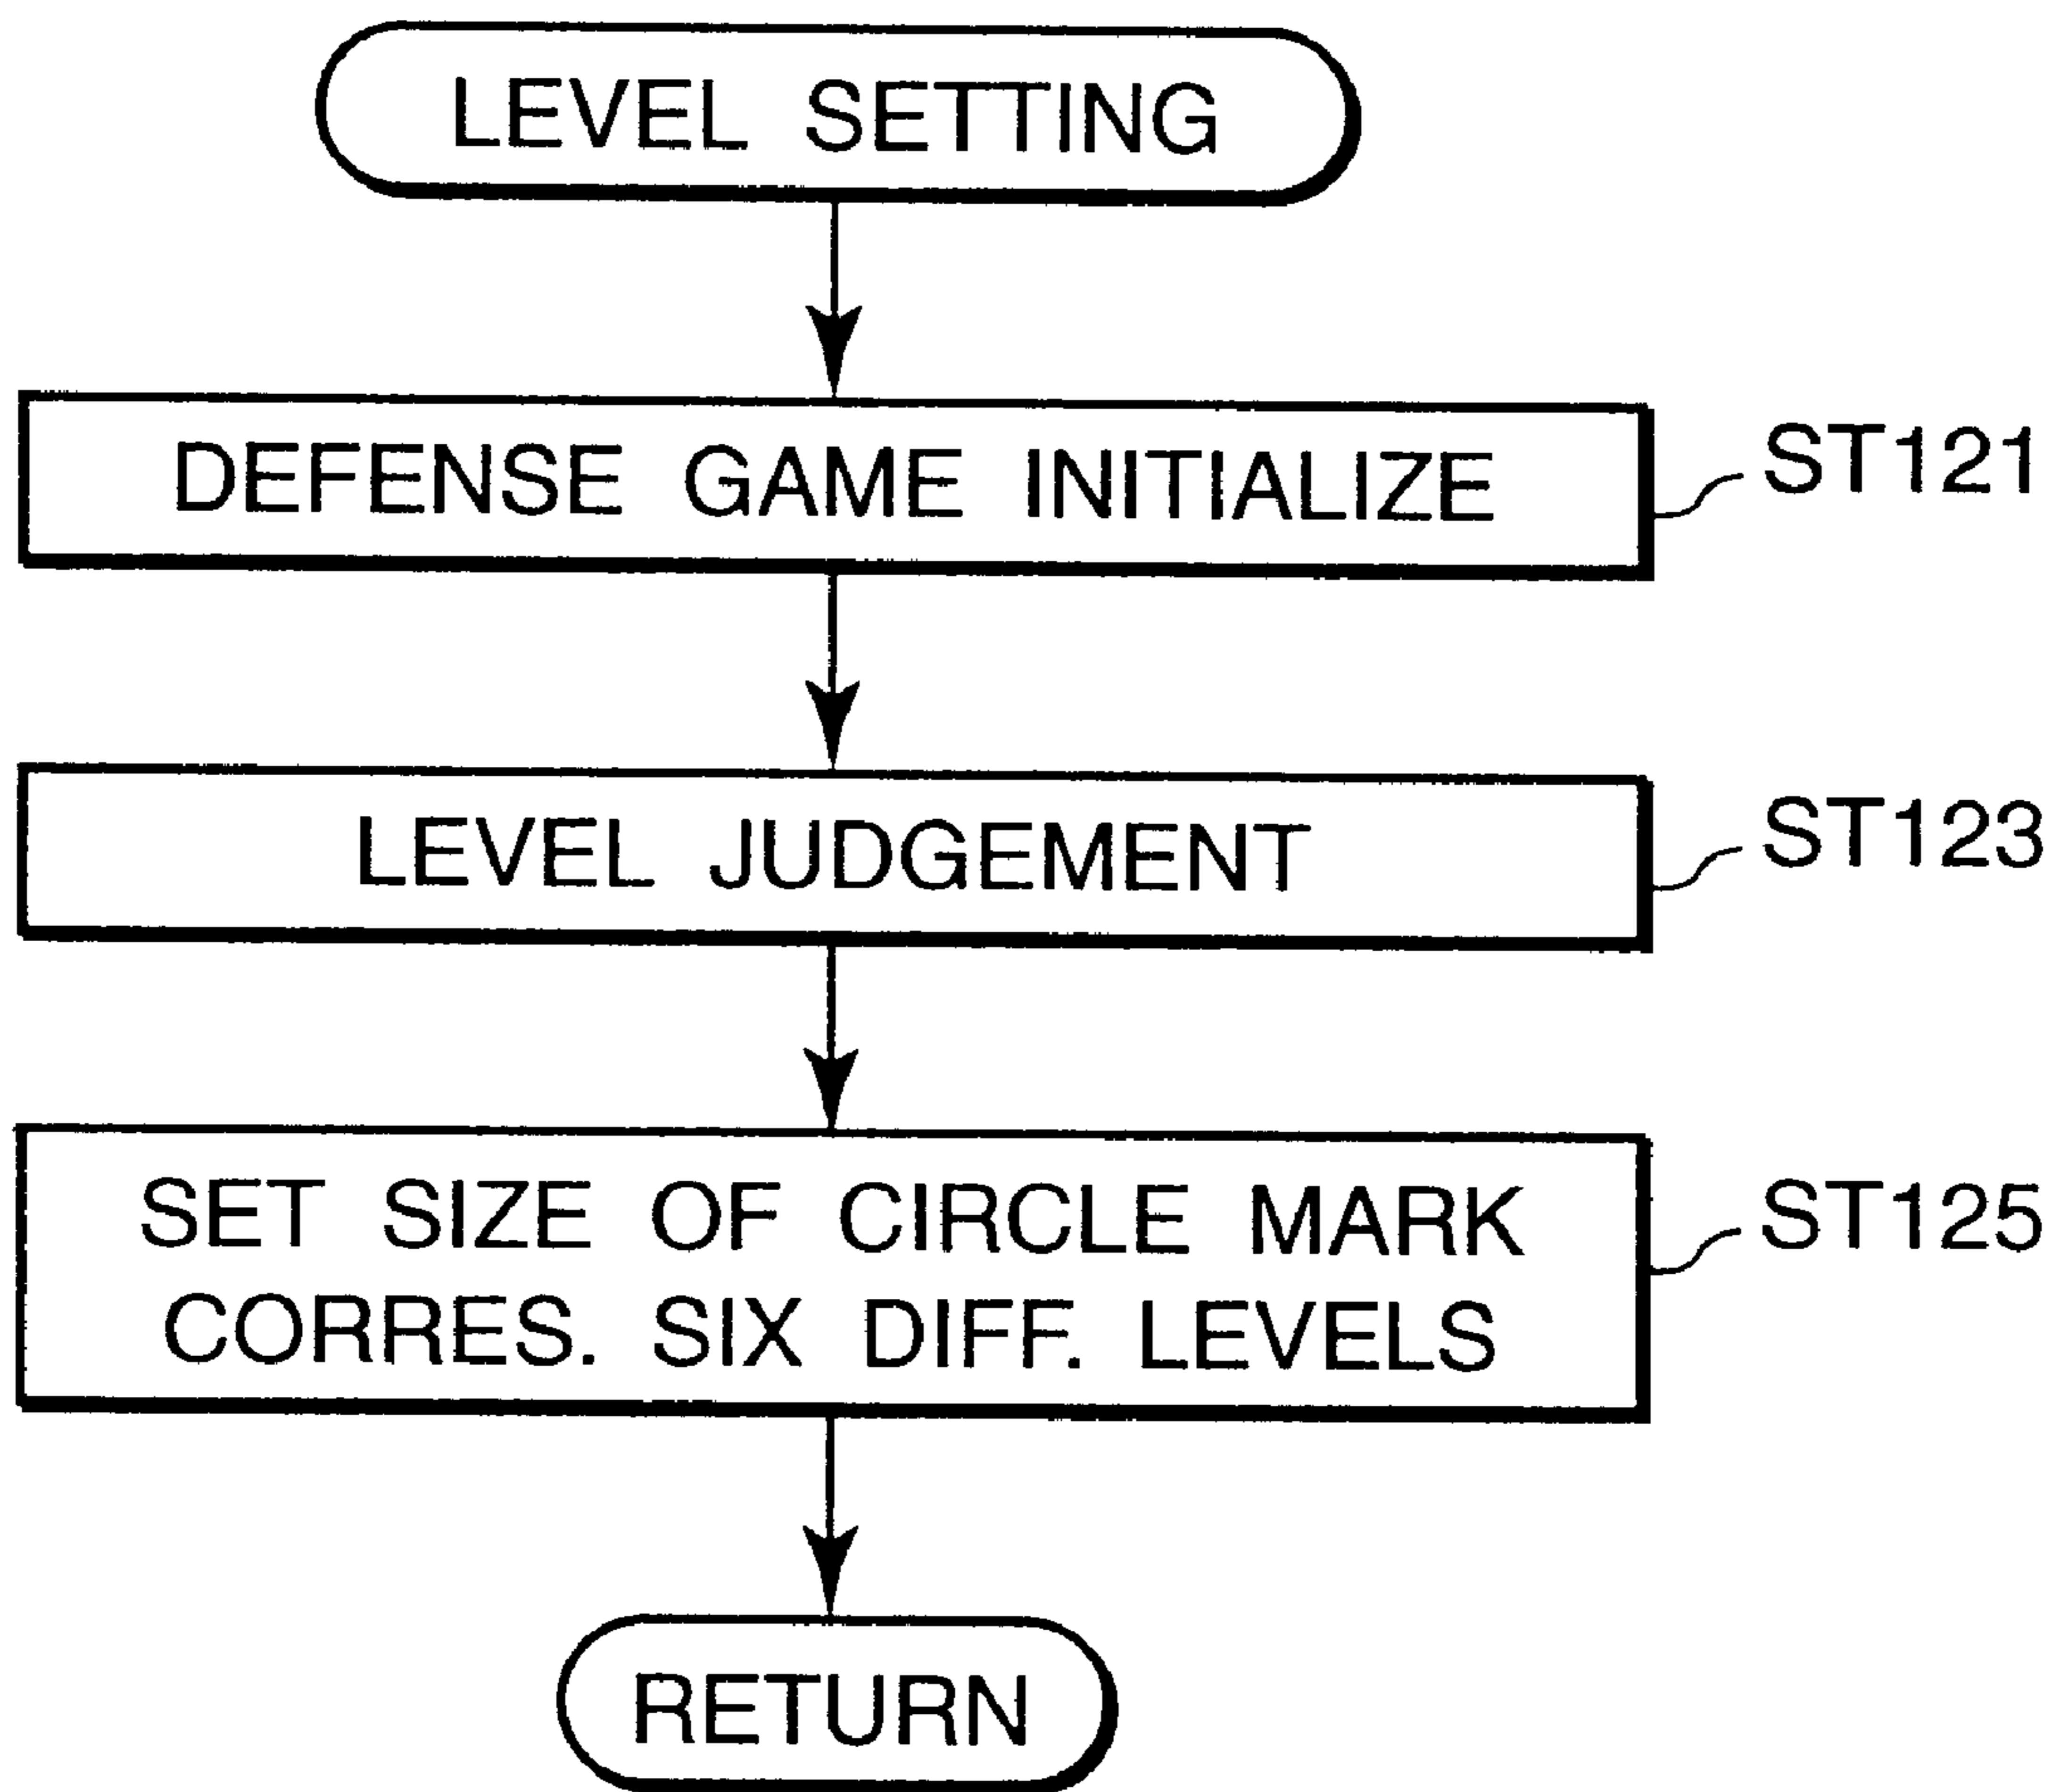 LEVEL SETTING
DEFENSE GAME INITIALIZE
ST121
LEVEL JUDGEMENT
ST123
SET SIZE OF CIRCLE MARK
CORRES. SIX DIFF. LEVELS
ST125
RETURN